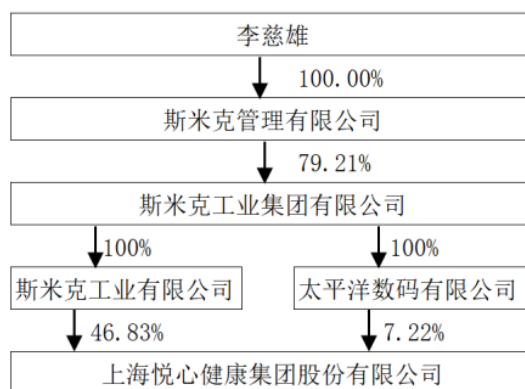 李慈雄
100.00%
斯米克管理有限公司
79.21%
斯米克工业集团有限公司
100%
100%
斯米克工业有限公司
太平洋数码有限公司
46.83%
7.22%
上海悦心健康集团股份有限公司